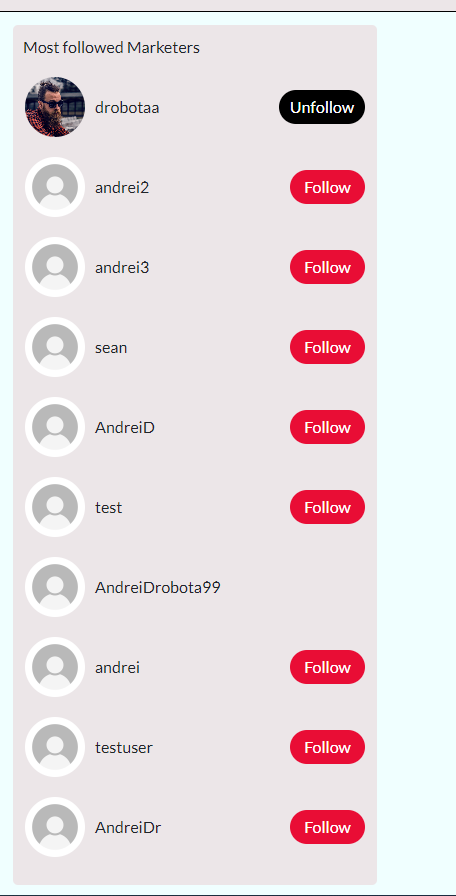 Most followed Marketers
drobotaa Unfollow
andrei2 Follow
andrei3 Follow
sean Follow
AndreiD Follow
test Follow
AndreiDrobota99
andrei Follow
testuser Follow
AndreiDr Follow